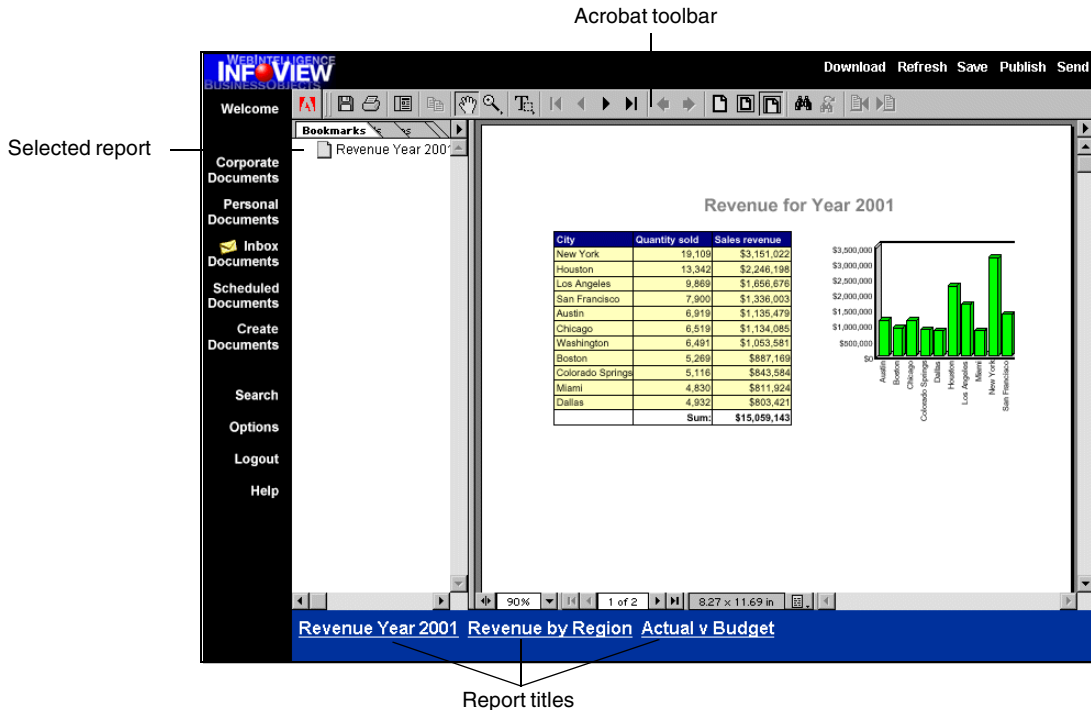 Acrobat toolbar
WEBINTELLIGENCE
INFOVIEW
BUSINESSOBJECTS
Download Refresh Save Publish Send
Welcome
Bookmarks
Selected report
Revenue Year 2001
Corporate
Documents
Personal
Documents
Inbox
Documents
Scheduled
Documents
Create
Documents
Search
Options
Logout
Help
Revenue for Year 2001
City Quantity sold Sales revenue
New York 19,109 $3,151,022
Houston 13,342 $2,246,198
Los Angeles 9,869 $1,656,676
San Francisco 7,900 $1,336,003
Austin 6,919 $1,135,479
Chicago 6,519 $1,134,085
Washington 6,491 $1,053,581
Boston 5,269 $887,169
Colorado Springs 5,116 $843,584
Miami 4,830 $811,924
Dallas 4,932 $803,421
Sum: $15,059,143
$3,500,000
$3,000,000
$2,500,000
$2,000,000
$1,500,000
$1,000,000
$500,000
$0
Austin
Boston
Chicago
Colorado Springs
Dallas
Houston
Los Angeles
Miami
New York
San Francisco
90% 1 of 2 8.27 x 11.69 in
Revenue Year 2001 Revenue by Region Actual v Budget
Report titles